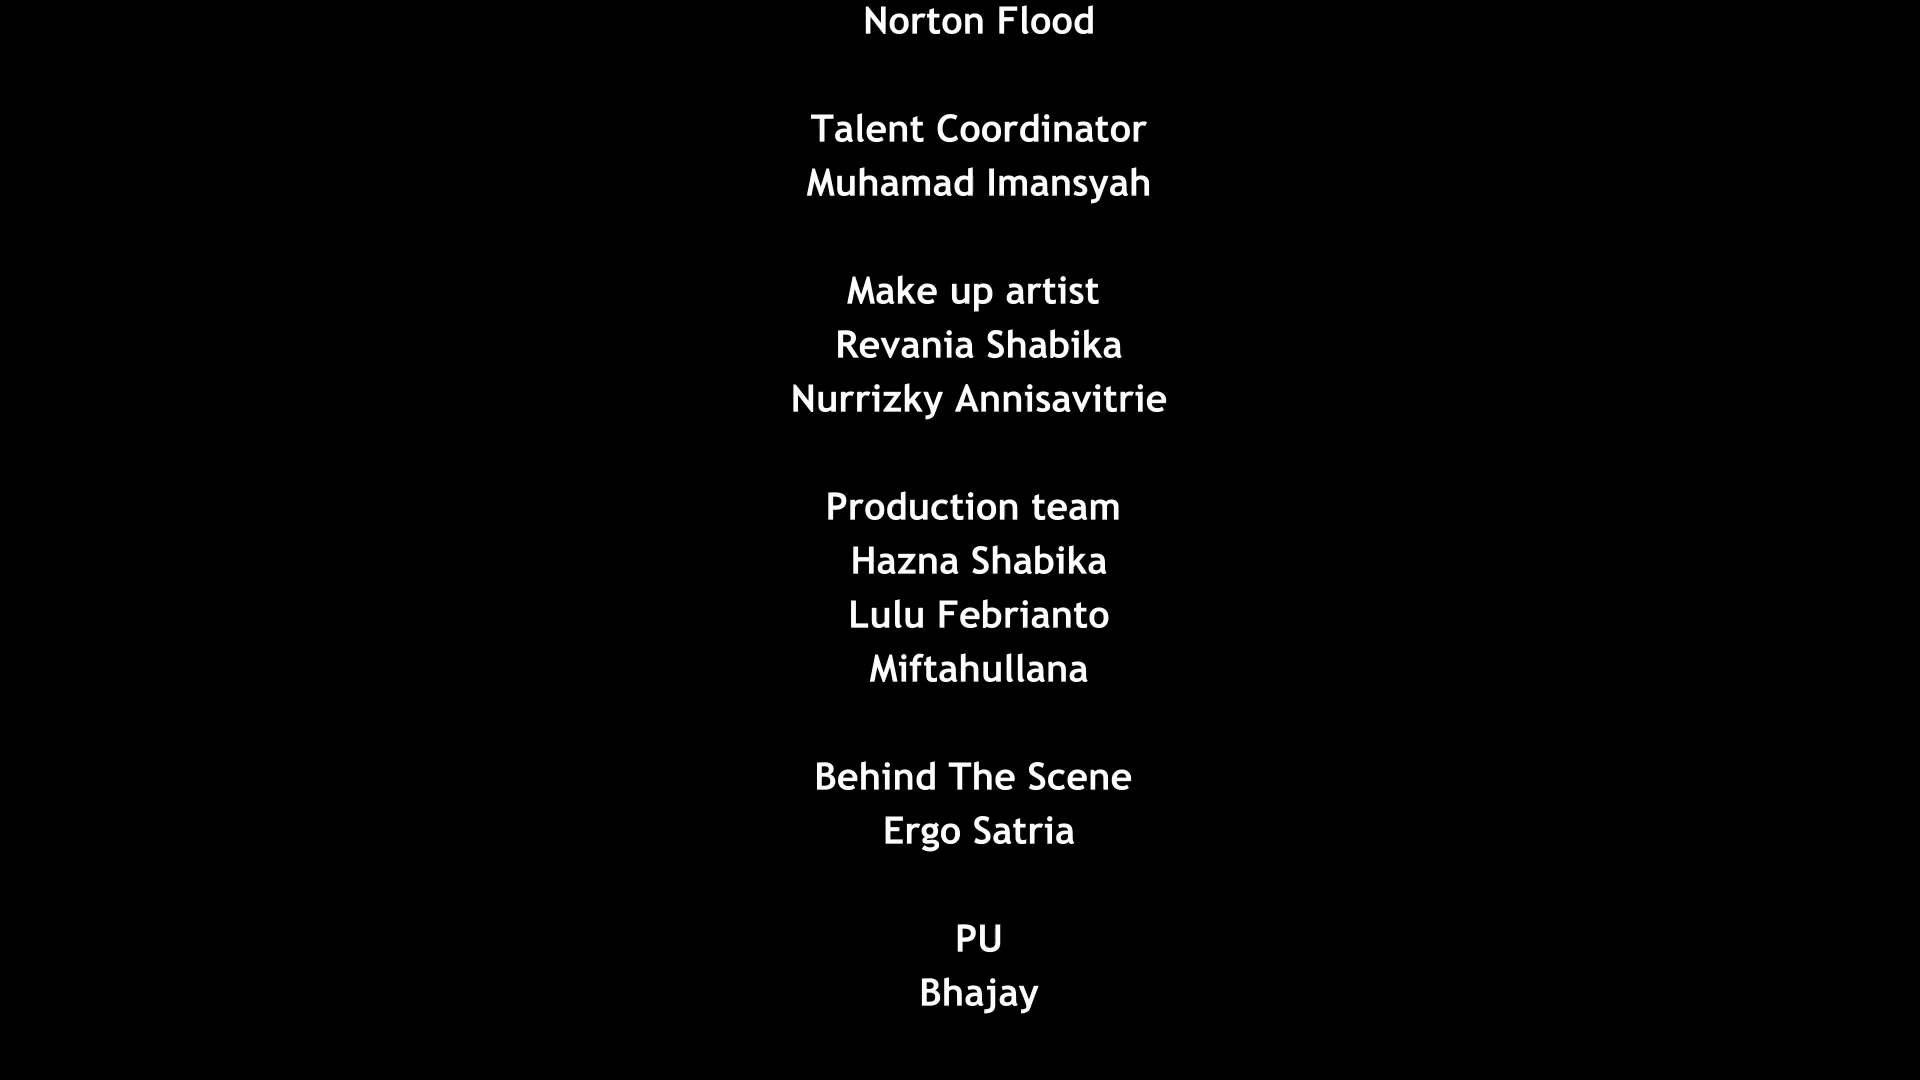 Norton Flood
Talent Coordinator
Muhamad Imansyah
Make up artist
Revania Shabika
Nurrizky Annisavitrie
Production team
Hazna Shabika
Lulu Febrianto
Miftahullana
Behind The Scene
Ergo Satria
PU
Bhajay